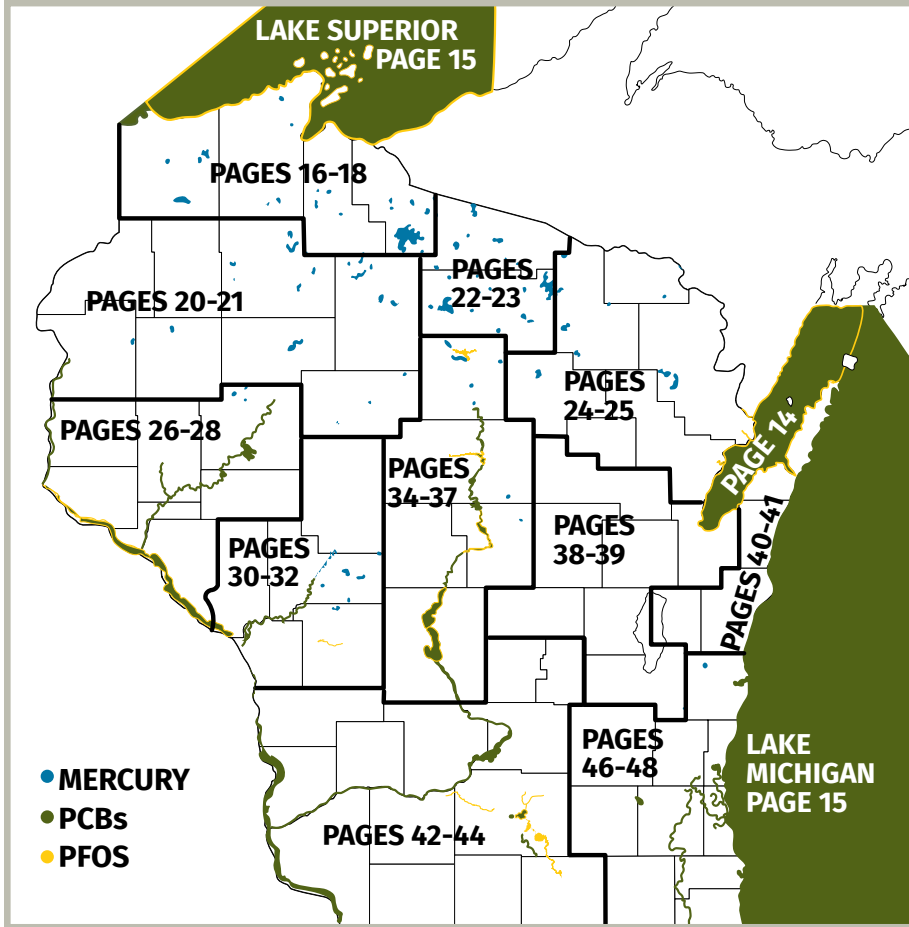 LAKE SUPERIOR
PAGE 15
PAGES 16-18
PAGES 20-21
PAGES
22-23
PAGES
24-25
PAGES 26-28
PAGE 14
PAGES
34-37
PAGES
30-32
PAGES
38-39
PAGES 40-41
LAKE
MICHIGAN
PAGE 15
PAGES
46-48
PAGES 42-44
MERCURY
PCBs
PFOS